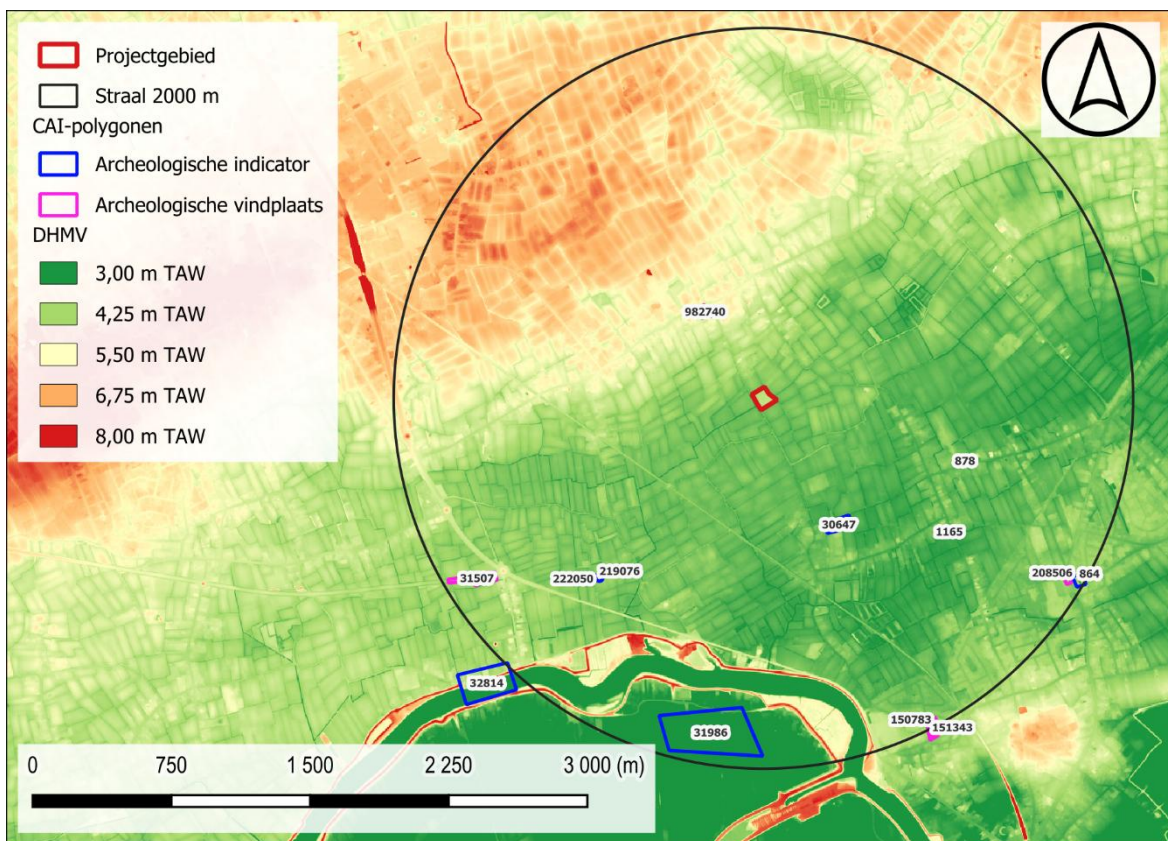 Projectgebied
Straal 2000 m
CAI-polygonen
Archeologische indicator
Archeologische vindplaats
DHMV
3,00 m TAW
4,25 m TAW
5,50 m TAW
6,75 m TAW
8,00 m TAW
982740
878
30647
1165
31507
222050
219076
208506
864
32814
31986
150783
151343
0
750
1 500
2 250
3 000 (m)